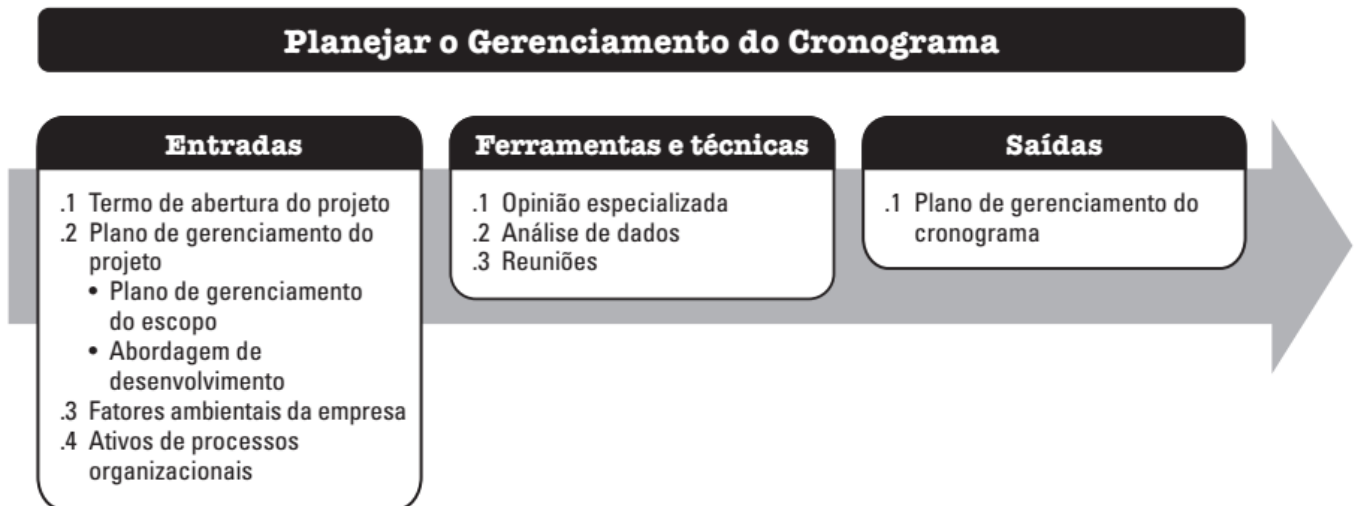 Planejar o Gerenciamento do Cronograma
Entradas
.1 Termo de abertura do projeto
.2 Plano de gerenciamento do
projeto
• Plano de gerenciamento
do escopo
• Abordagem de
desenvolvimento
.3 Fatores ambientais da empresa
.4 Ativos de processos
organizacionais
Ferramentas e técnicas
.1 Opinião especializada
.2 Análise de dados
.3 Reuniões
Saídas
.1 Plano de gerenciamento do
cronograma